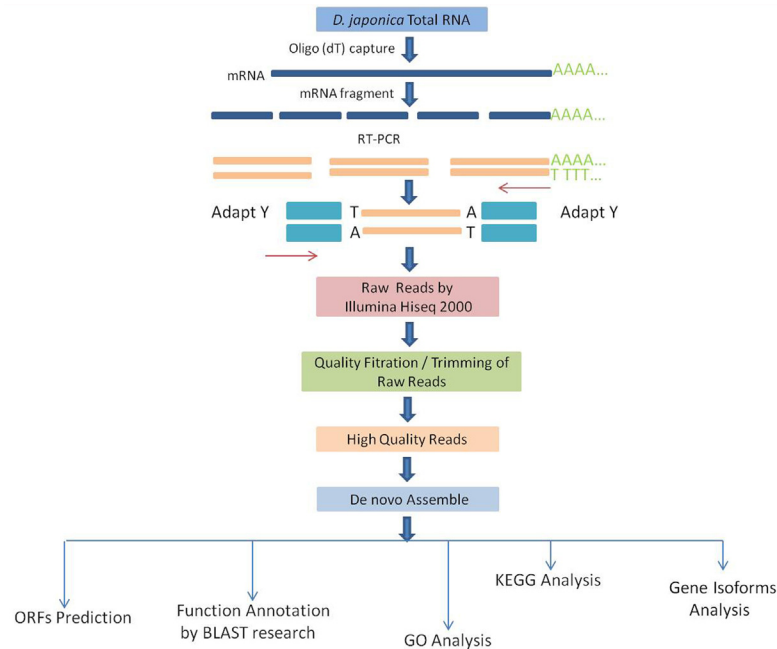 D. japonica Total RNA
Oligo (dT) capture
mRNA
AAAA...
mRNA fragment
AAAA...
RT-PCR
AAAA...
T TTT...
Adapt Y
T
A
Adapt Y
A
T
Raw Reads by
Illumina Hiseq 2000
Quality Fitration / Trimming of
Raw Reads
High Quality Reads
De novo Assemble
ORFs Prediction
Function Annotation
by BLAST research
GO Analysis
KEGG Analysis
Gene Isoforms
Analysis